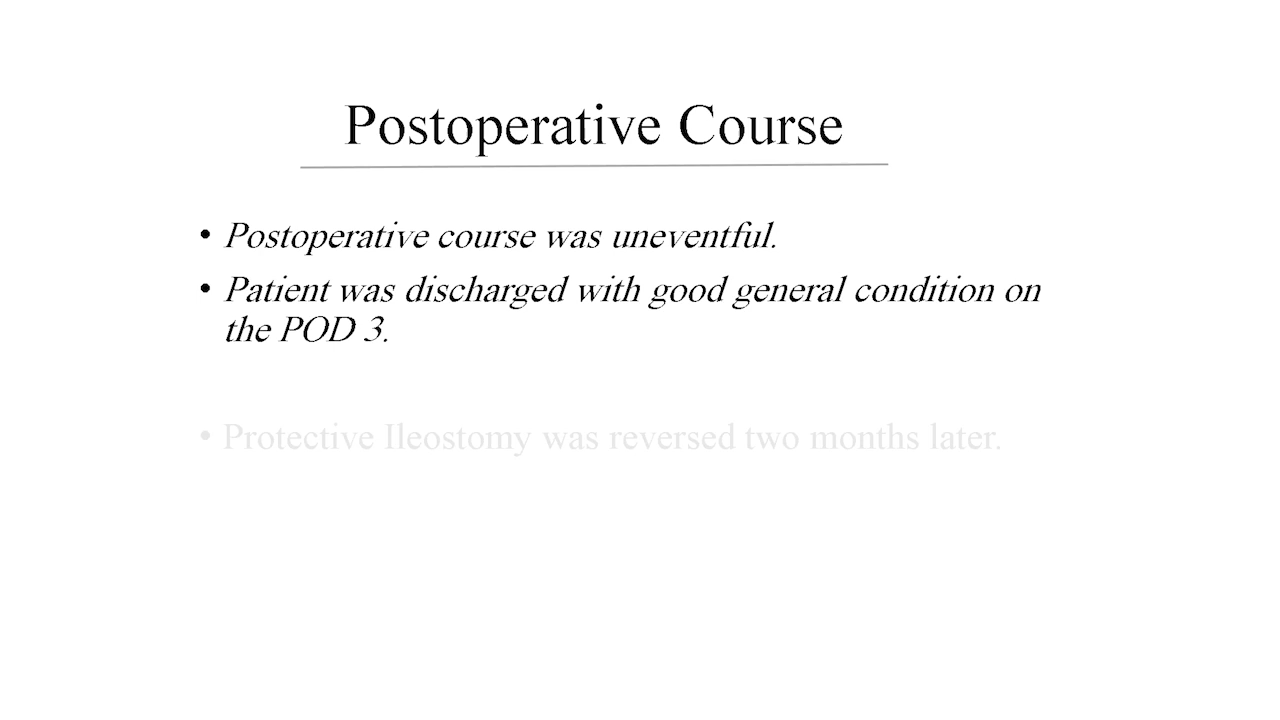 Postoperative Course
• Postoperative course was uneventful.
• Patient was discharged with good general condition on
the POD 3.
• Protective Ileostomy was reversed two months later.